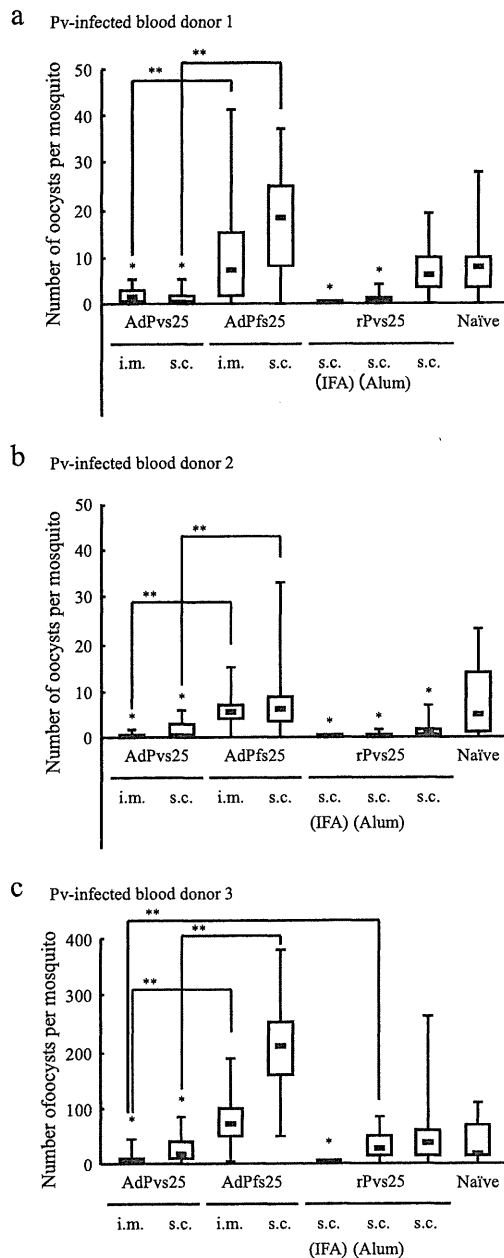 a Pv-infected blood donor 1
Number of oocysts per mosquito
50
40
30
20
10
0
** **
* * * *
AdPvs25 AdPfs25 rPvs25 Naïve
i.m. s.c. i.m s.c. s.c. s.c. s.c.
(IFA) (Alum)
b Pv-infected blood donor 2
Number of oocysts per mosquito
50
40
30
20
10
0
** **
* * * * *
AdPvs25 AdPfs25 rPvs25 Naïve
i.m. s.c. i.m. s.c. s.c. s.c. s.c.
(IFA) (Alum)
c Pv-infected blood donor 3
Number of oocysts per mosquito
400
300
200
100
0
** ** **
* * *
AdPvs25 AdPfs25 rPvs25 Naïve
i.m. s.c. i.m. s.c. s.c. s.c. s.c.
(IFA) (Alum)